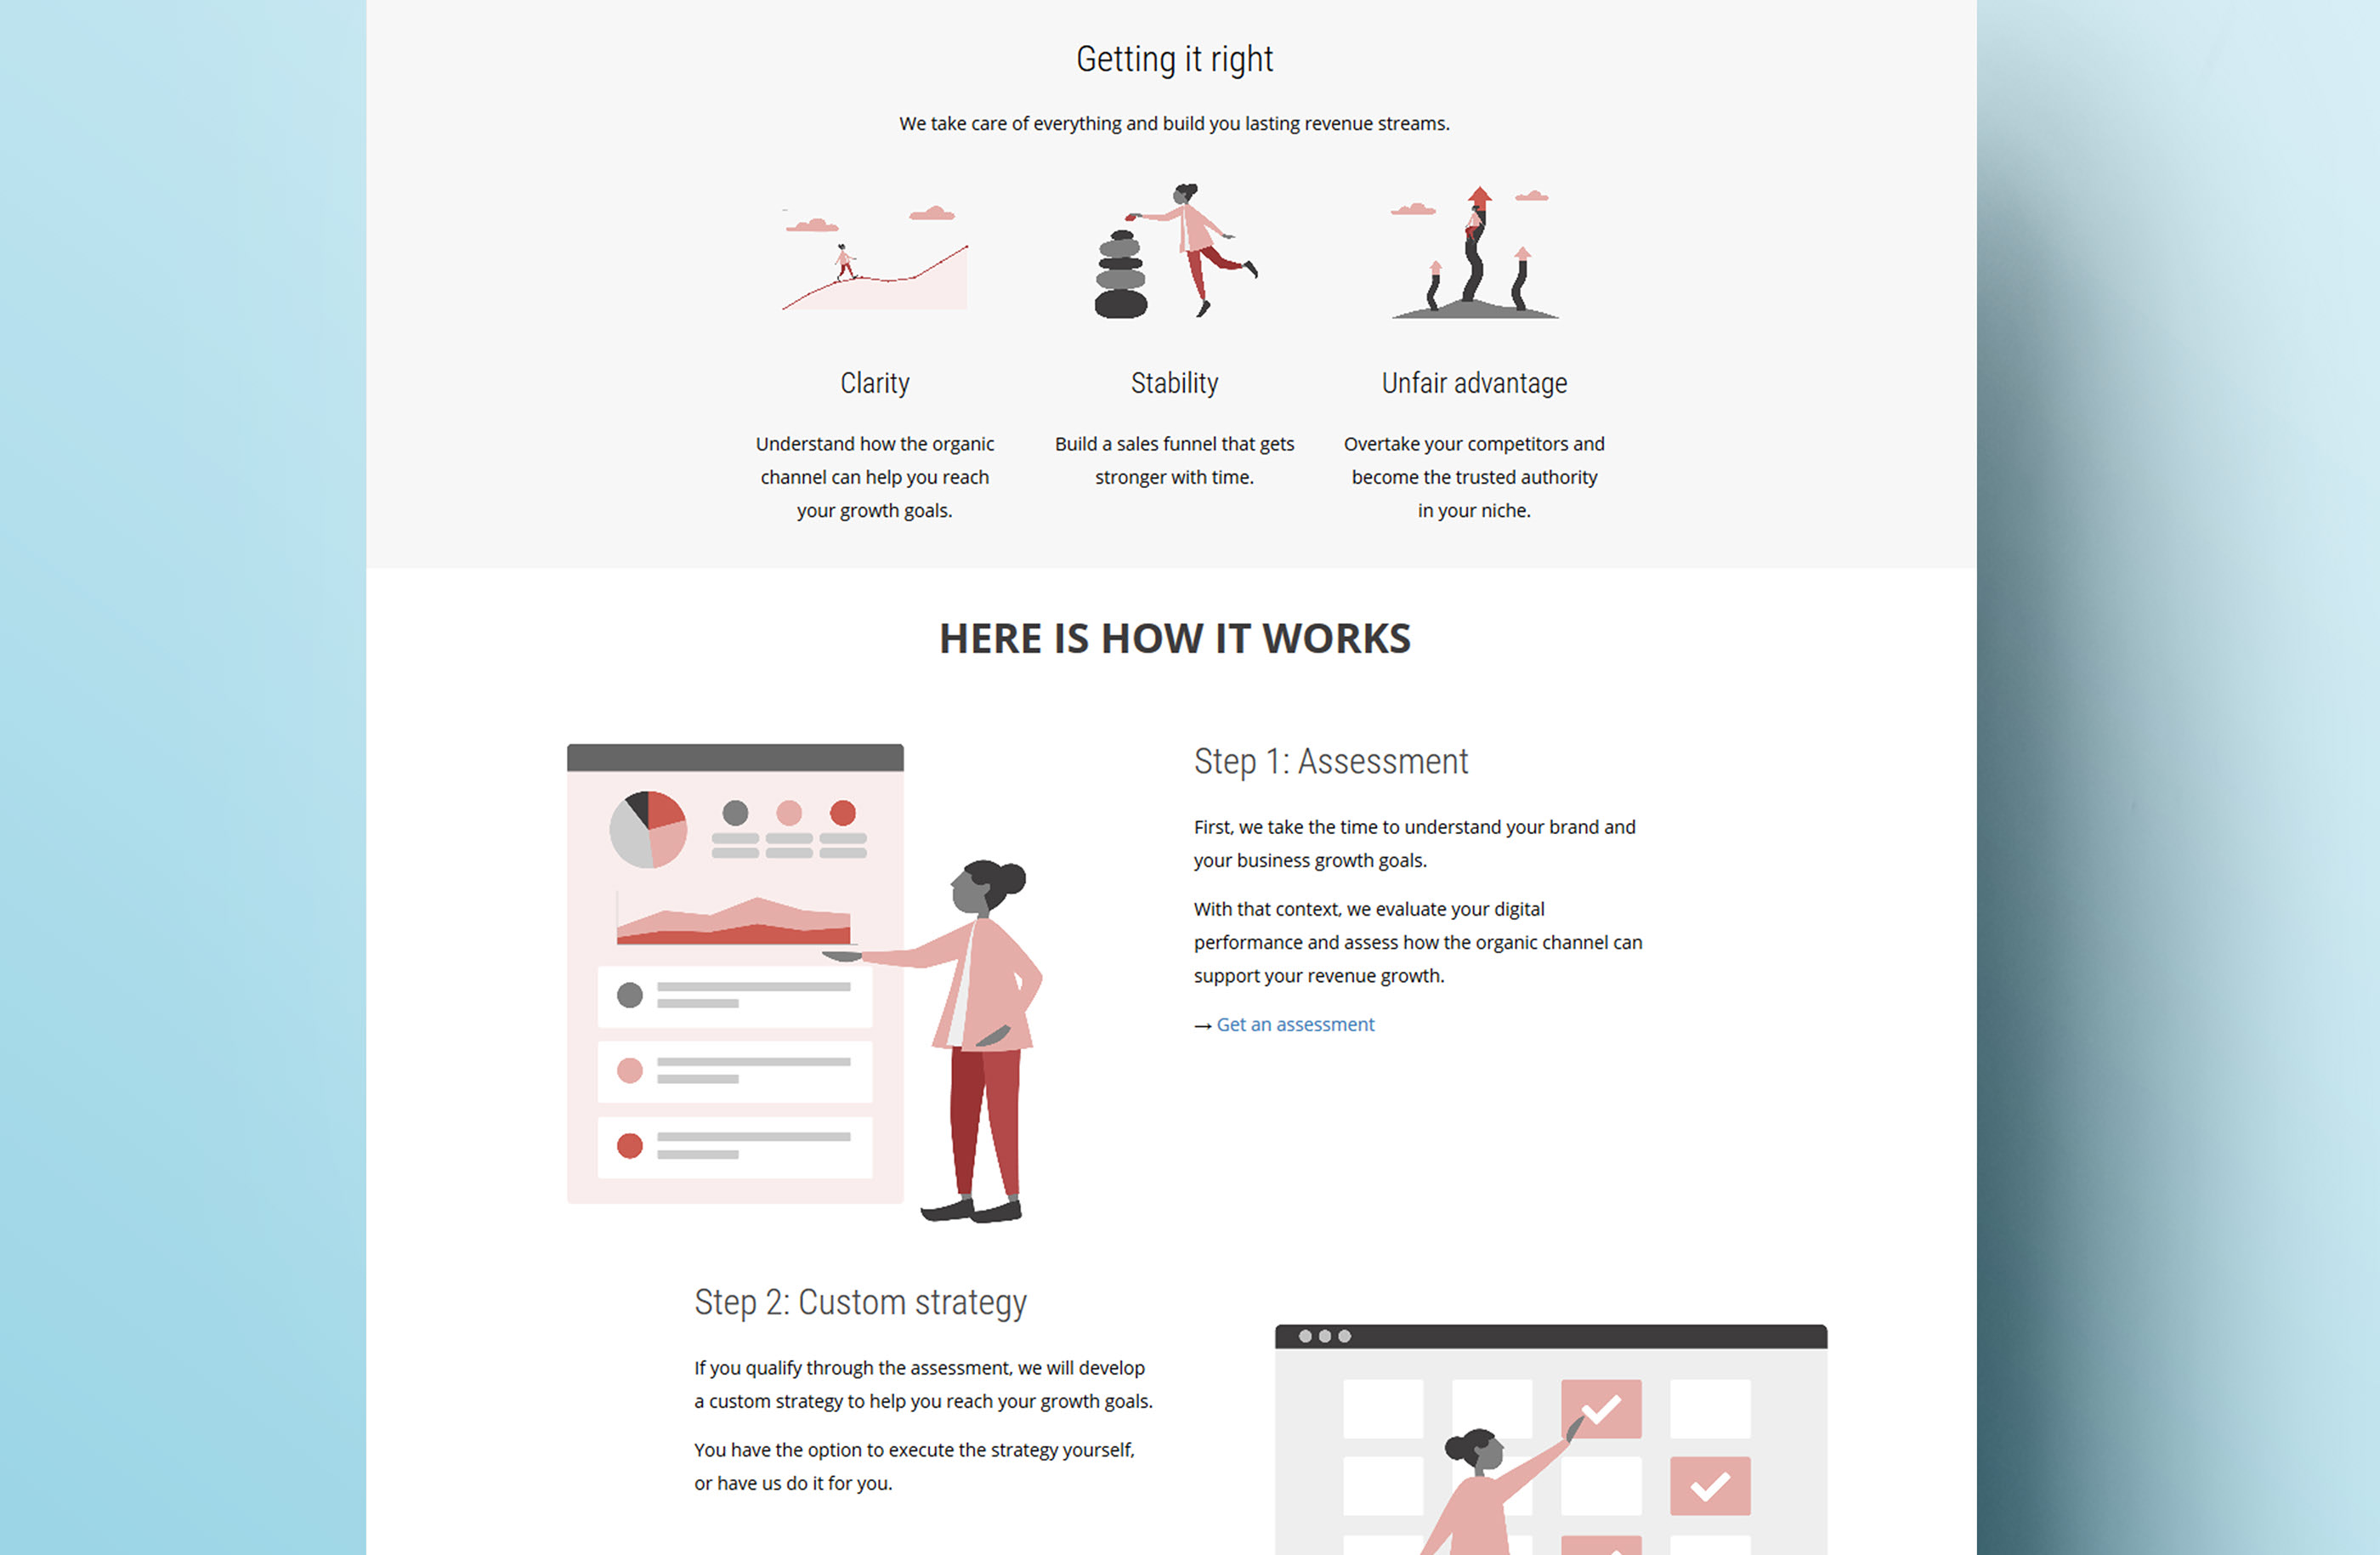 Getting it right
We take care of everything and build you lasting revenue streams.
Clarity
Understand how the organic
channel can help you reach
your growth goals.
Stability
Build a sales funnel that gets
stronger with time.
Unfair advantage
Overtake your competitors and
become the trusted authority
in your niche.
HERE IS HOW IT WORKS
Step 1: Assessment
First, we take the time to understand your brand and
your business growth goals.
With that context, we evaluate your digital
performance and assess how the organic channel can
support your revenue growth.
→ Get an assessment
Step 2: Custom strategy
If you qualify through the assessment, we will develop
a custom strategy to help you reach your growth goals.
You have the option to execute the strategy yourself,
or have us do it for you.